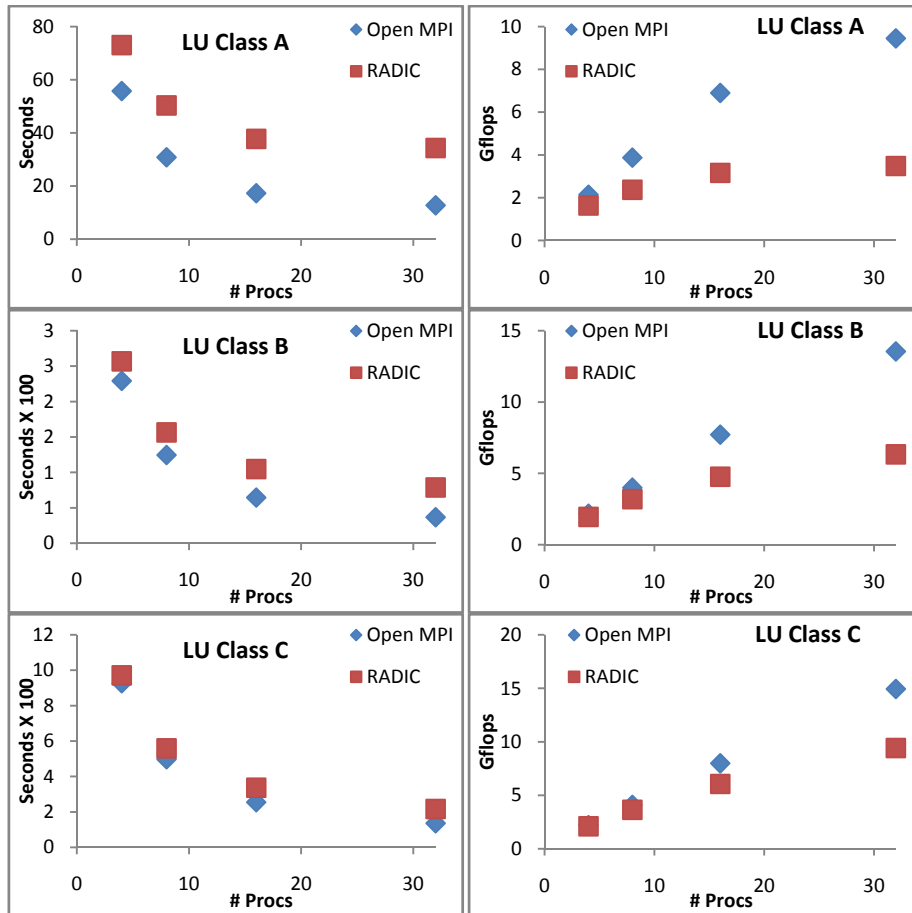 LU Class A
Open MPI
RADIC
Seconds
80
60
40
20
0
0 10 20 30
# Procs
LU Class A
Open MPI
RADIC
Gflops
10
8
6
4
2
0
0 10 20 30
# Procs
LU Class B
Open MPI
RADIC
Seconds X 100
3
3
2
2
1
1
0
0 10 20 30
# Procs
LU Class B
Open MPI
RADIC
Gflops
15
10
5
0
0 10 20 30
# Procs
LU Class C
Open MPI
RADIC
Seconds X 100
12
10
8
6
4
2
0
0 10 20 30
# Procs
LU Class C
Open MPI
RADIC
Gflops
20
15
10
5
0
0 10 20 30
# Procs